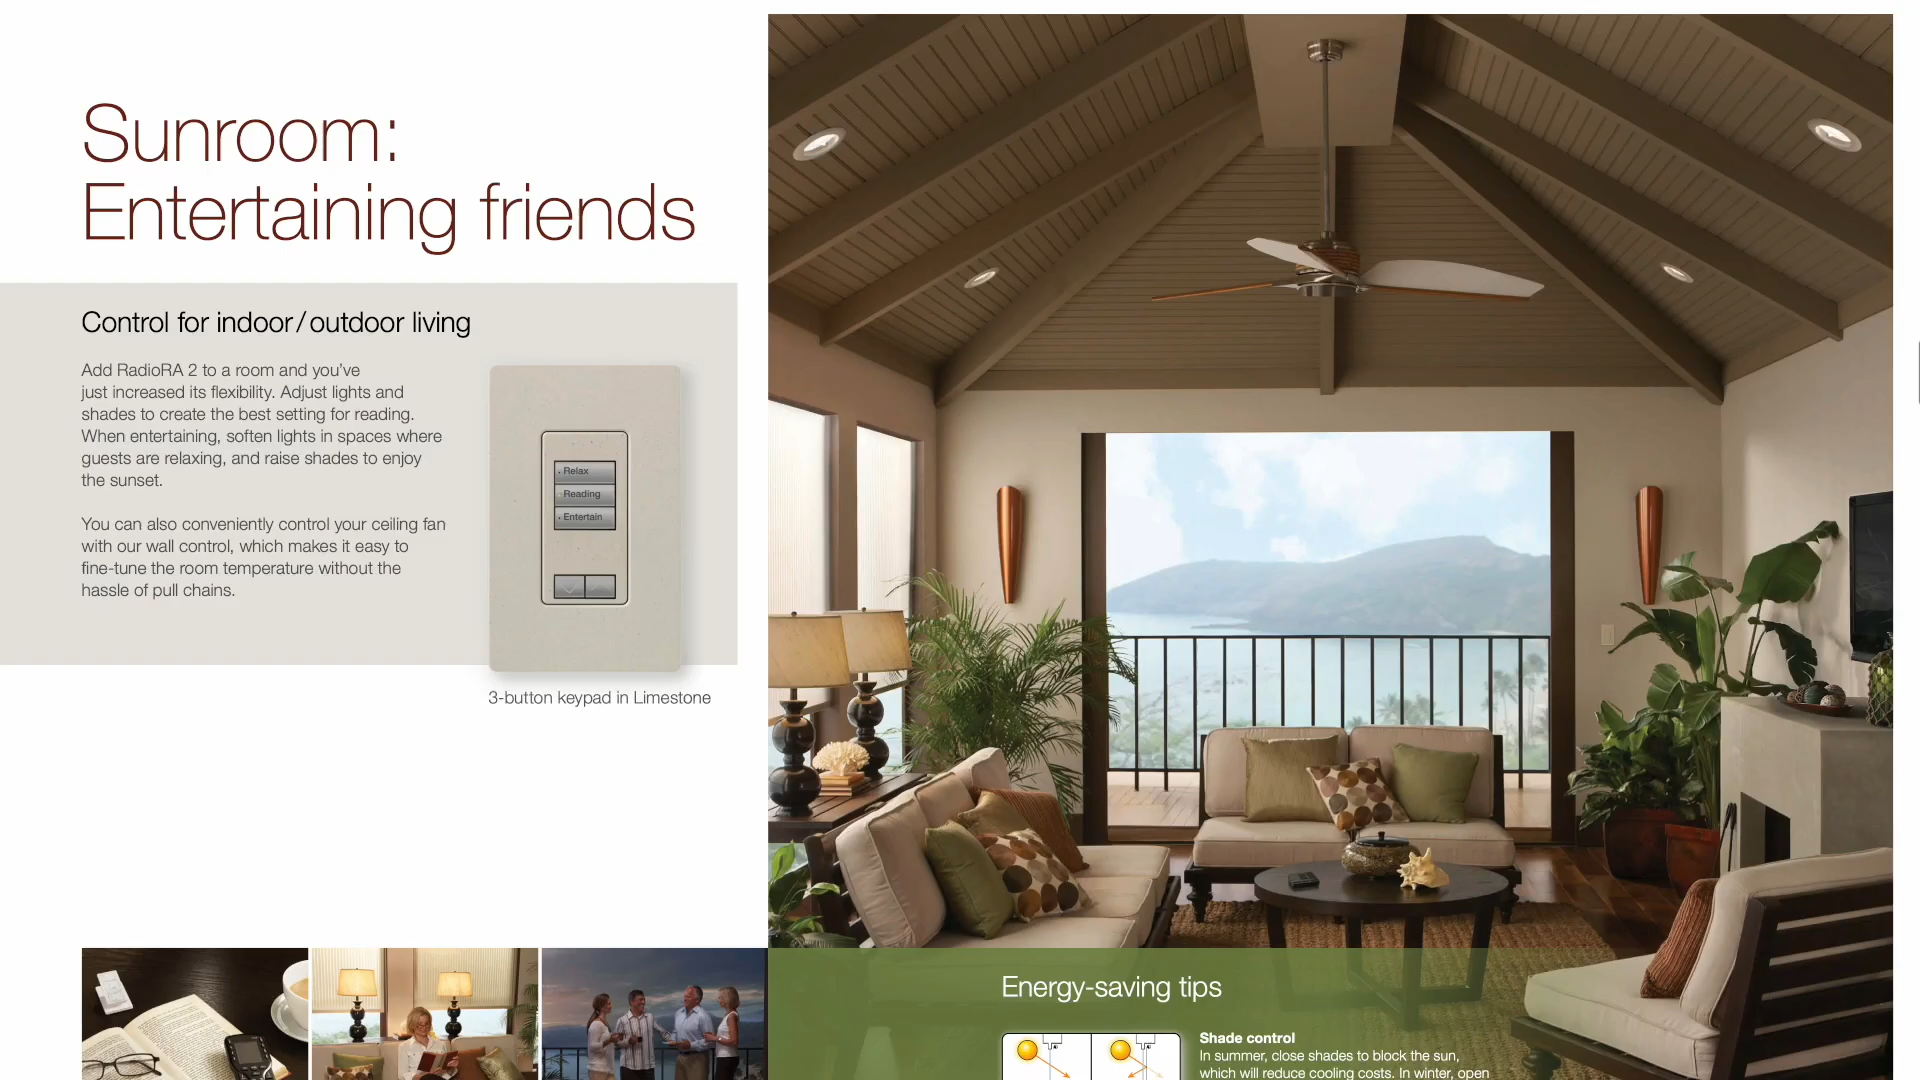 Sunroom:
Entertaining friends
Control for indoor/outdoor living
Add RadioRA 2 to a room and you’ve
just increased its flexibility. Adjust lights and
shades to create the best setting for reading.
When entertaining, soften lights in spaces where
guests are relaxing, and raise shades to enjoy
the sunset.
You can also conveniently control your ceiling fan
with our wall control, which makes it easy to
fine-tune the room temperature without the
hassle of pull chains.
Relax
Reading
Entertain
3-button keypad in Limestone
Energy-saving tips
Shade control
In summer, close shades to block the sun,
which will reduce cooling costs. In winter, open